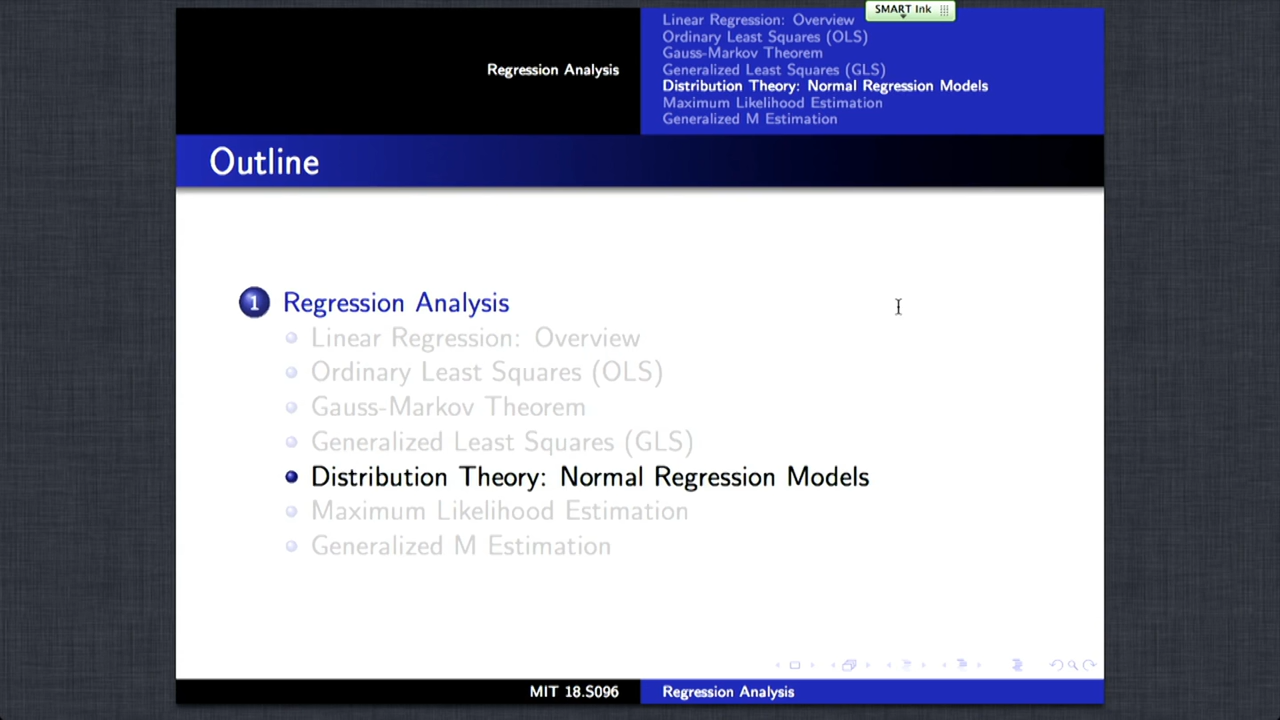 SMART Ink
Regression Analysis
Linear Regression: Overview
Ordinary Least Squares (OLS)
Gauss-Markov Theorem
Generalized Least Squares (GLS)
Distribution Theory: Normal Regression Models
Maximum Likelihood Estimation
Generalized M Estimation
Outline
1 Regression Analysis
Linear Regression: Overview
Ordinary Least Squares (OLS)
Gauss-Markov Theorem
Generalized Least Squares (GLS)
Distribution Theory: Normal Regression Models
Maximum Likelihood Estimation
Generalized M Estimation
MIT 18.S096
Regression Analysis